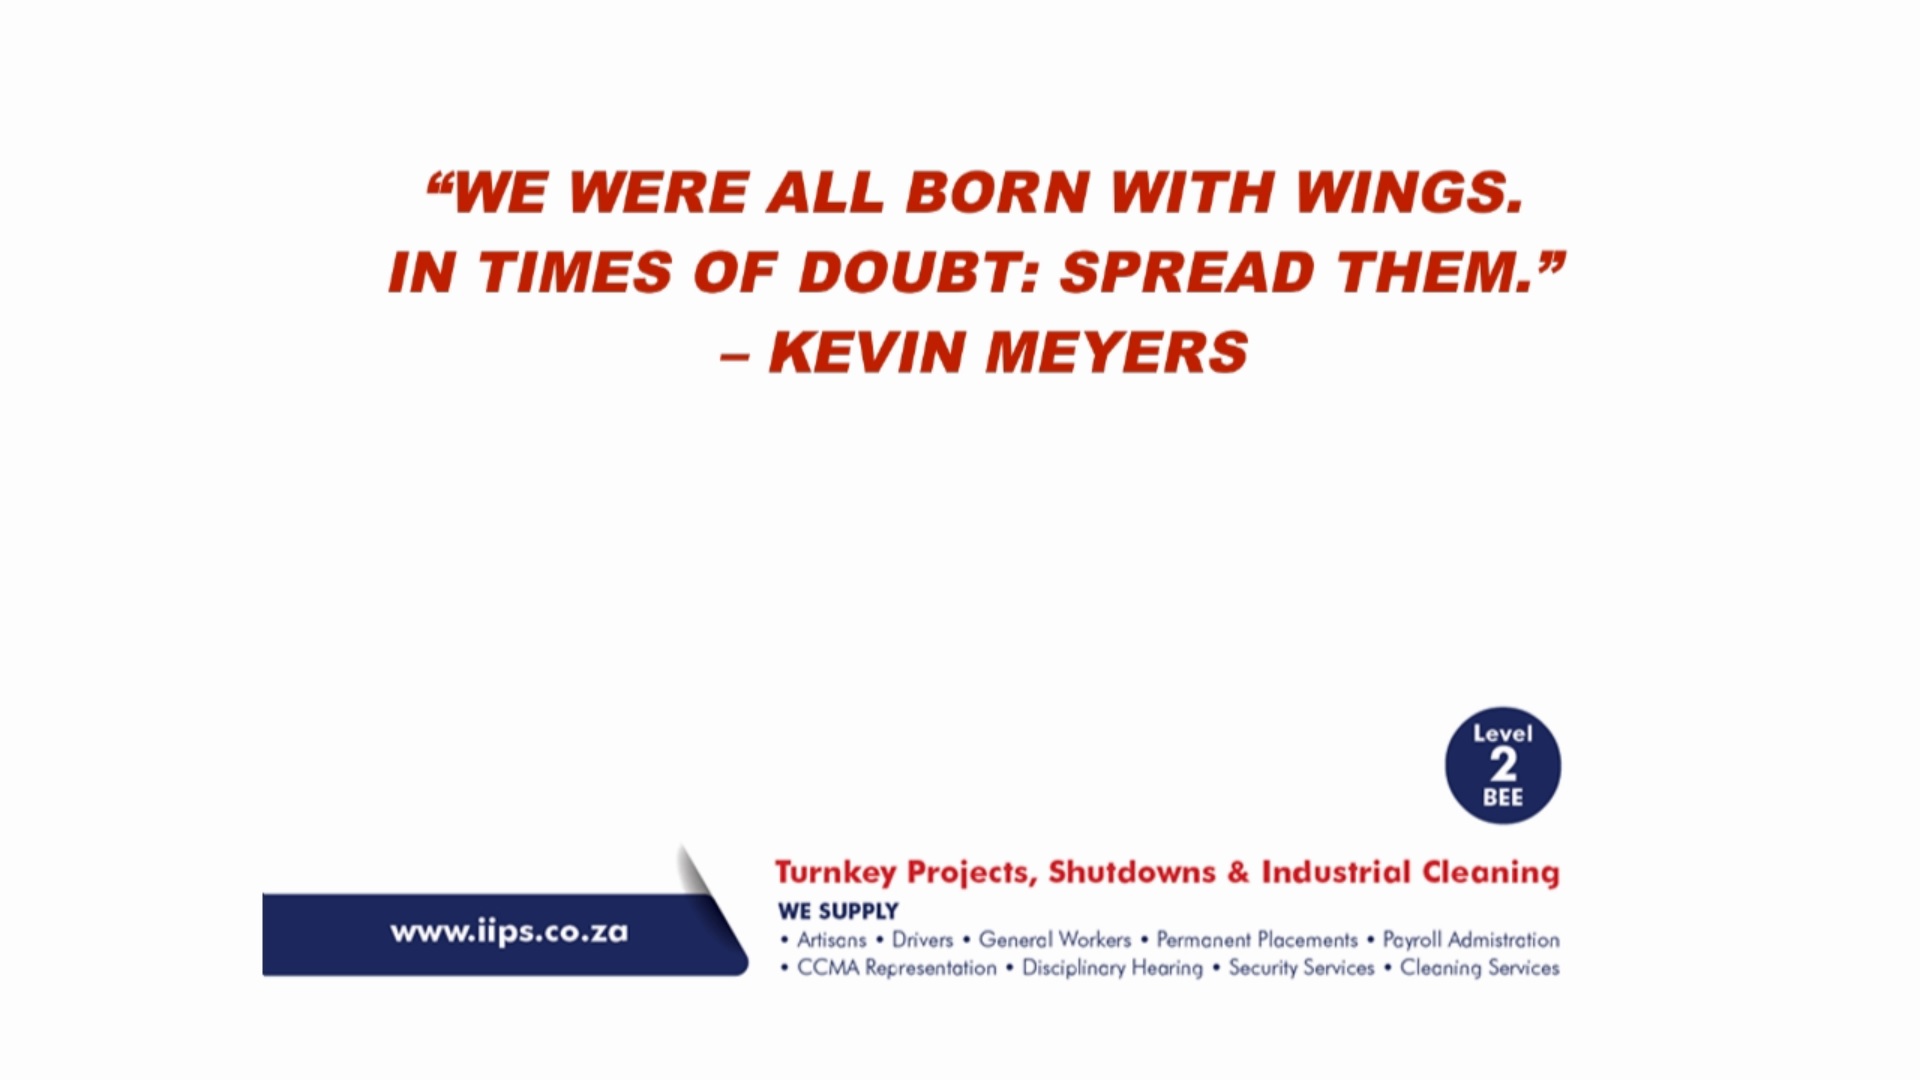 “WE WERE ALL BORN WITH WINGS.
IN TIMES OF DOUBT: SPREAD THEM.”
– KEVIN MEYERS
Level
2
BEE
Turnkey Projects, Shutdowns & Industrial Cleaning
WE SUPPLY
www.iips.co.za
• Artisans • Drivers • General Workers • Permanent Placements • Payroll Admistration
• CCMA Representation • Disciplinary Hearing • Security Services • Cleaning Services